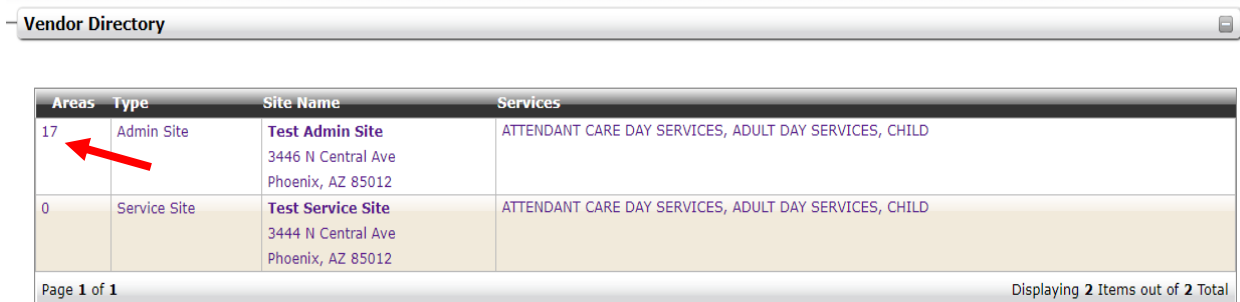 Vendor Directory
Areas Type Site Name Services
17 Admin Site Test Admin Site ATTENDANT CARE DAY SERVICES, ADULT DAY SERVICES, CHILD
3446 N Central Ave
Phoenix, AZ 85012
0 Service Site Test Service Site ATTENDANT CARE DAY SERVICES, ADULT DAY SERVICES, CHILD
3444 N Central Ave
Phoenix, AZ 85012
Page 1 of 1 Displaying 2 Items out of 2 Total